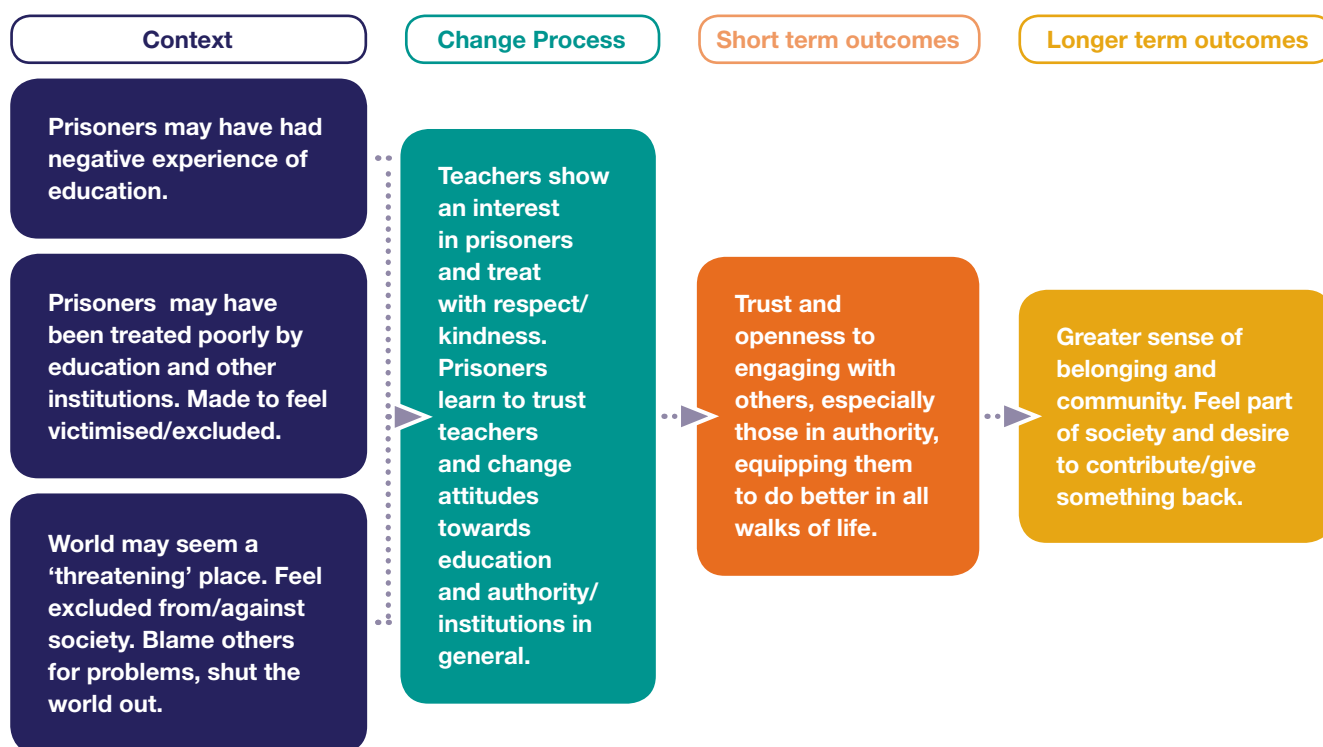 Context
Change Process
Short term outcomes
Longer term outcomes
Prisoners may have had
negative experience of
education.
Prisoners  may have
been treated poorly by
education and other
institutions. Made to feel
victimised/excluded.
World may seem a
‘threatening’ place. Feel
excluded from/against
society. Blame others
for problems, shut the
world out.
Teachers show
an interest
in prisoners
and treat
with respect/
kindness.
Prisoners
learn to trust
teachers
and change
attitudes
towards
education
and authority/
institutions in
general.
Trust and
openness to
engaging with
others, especially
those in authority,
equipping them
to do better in all
walks of life.
Greater sense of
belonging and
community. Feel part
of society and desire
to contribute/give
something back.